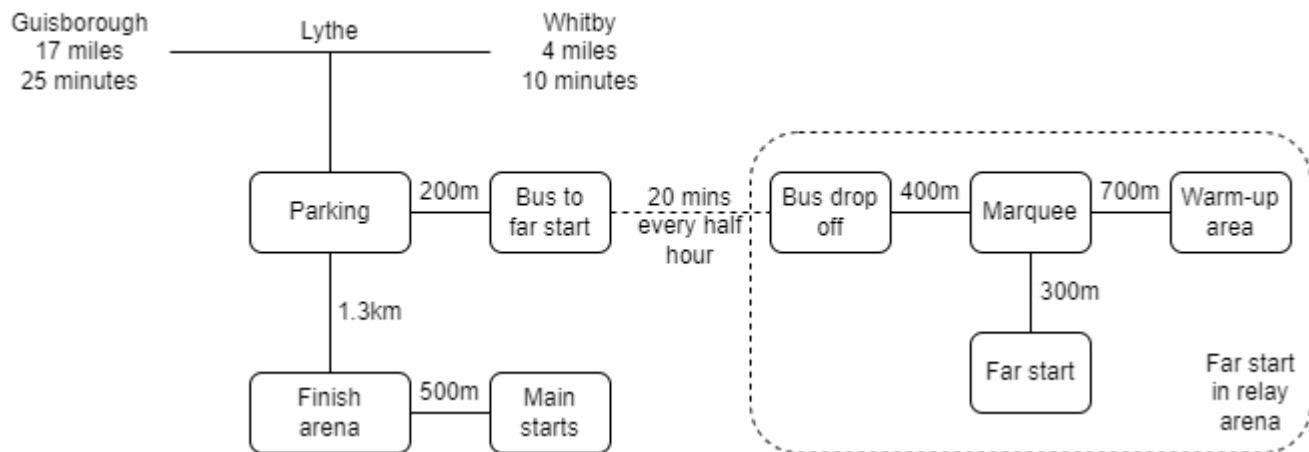 Guisborough
17 miles
25 minutes
Lythe
Whitby
4 miles
10 minutes
Parking
200m
Bus to
far start
20 mins
every half
hour
Bus drop
off
400m
Marquee
700m
Warm-up
area
1.3km
300m
Finish
arena
500m
Main
starts
Far start
Far start
in relay
arena